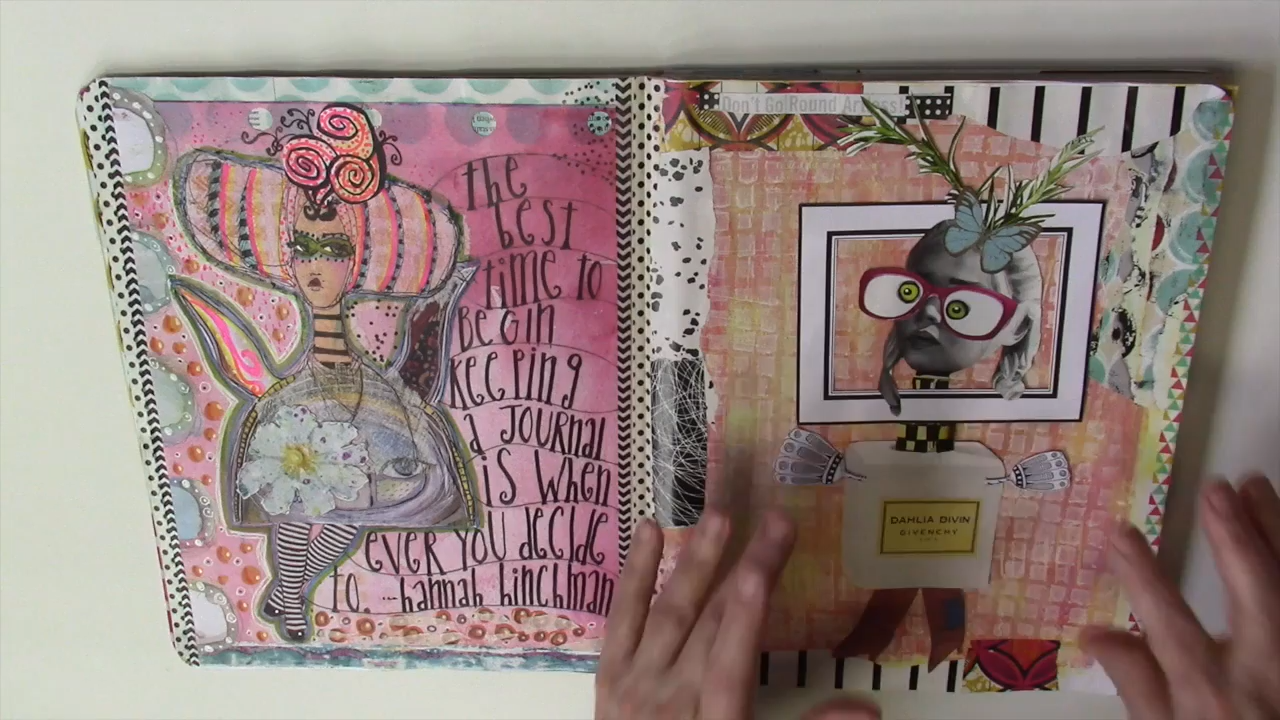 the
best
time to
BEGIN
keeping
a JOURNAL
iS When
ever you decide
to. ...hannah hinchman
Don't Go Round Artless!
DAHLIA DIVIN
GIVENCHY